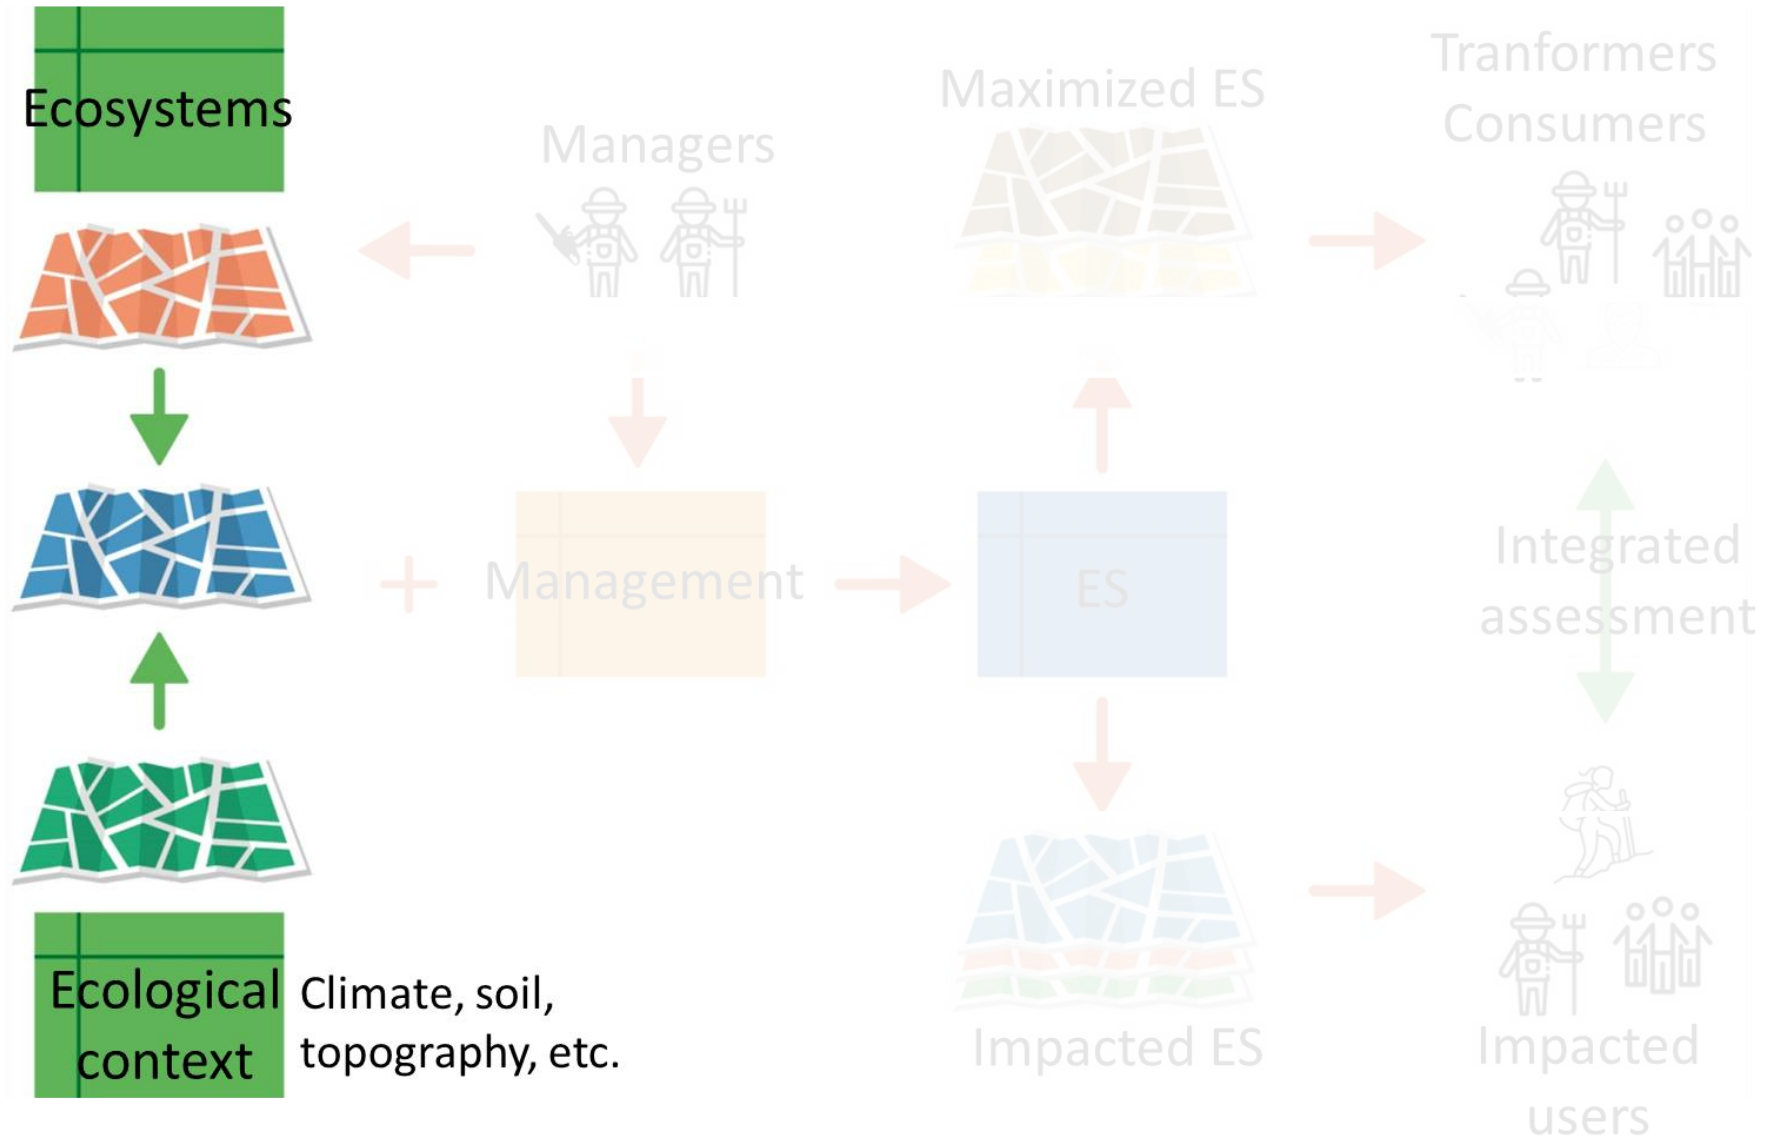 Ecosystems
Managers
Maximized ES
Tranformers
Consumers
Management
ES
Integrated
assessment
Ecological
context
Climate, soil,
topography, etc.
Impacted ES
Impacted
users